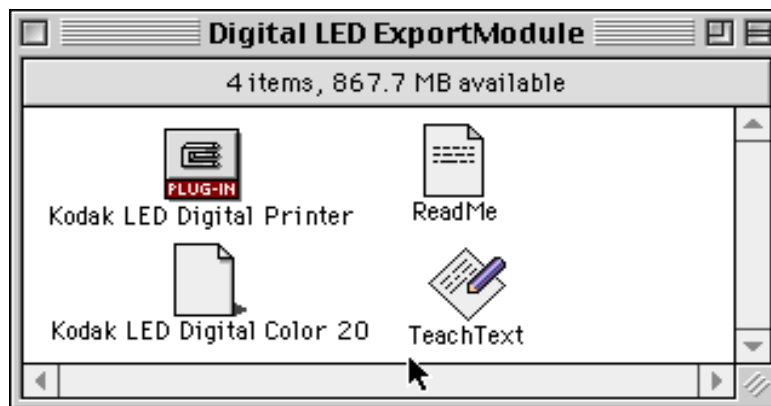 Digital LED ExportModule
4 items, 867.7 MB available
PLUG-IN
Kodak LED Digital Printer
ReadMe
Kodak LED Digital Color 20
TeachText